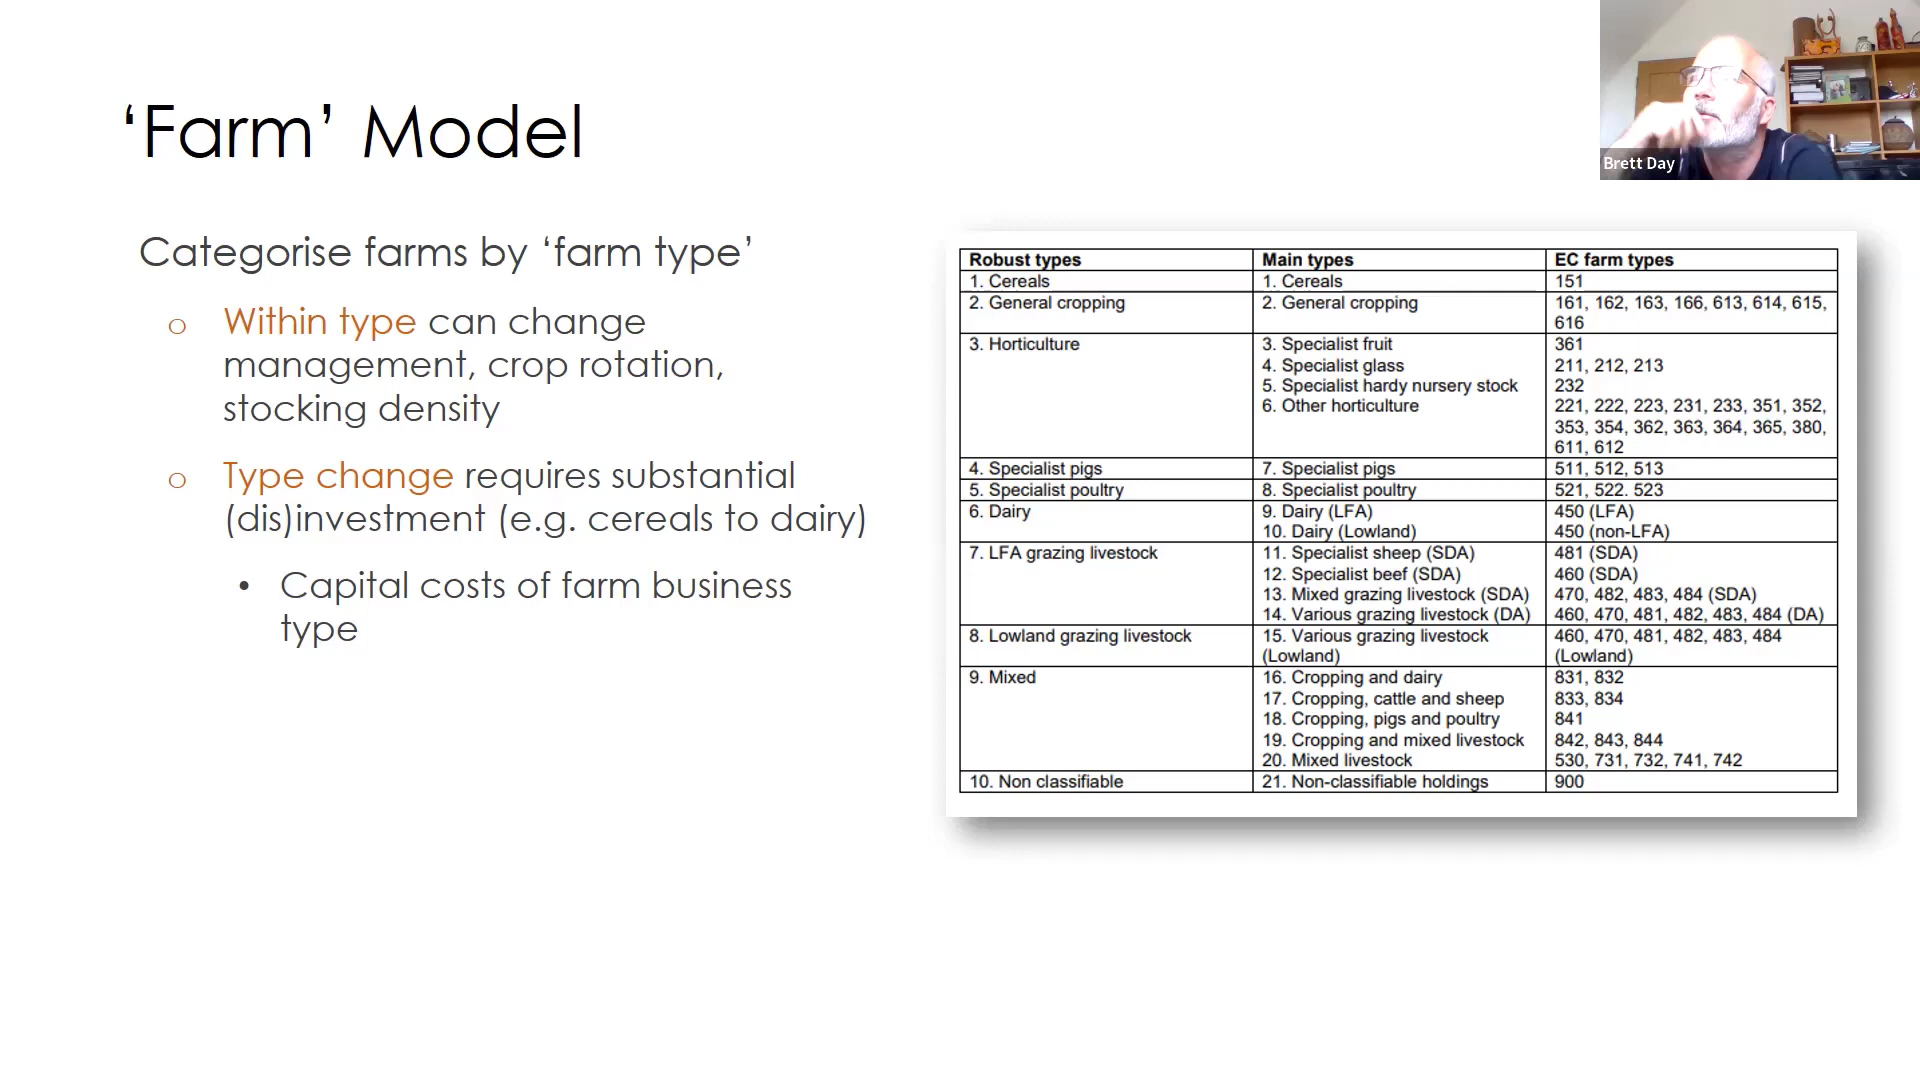 ‘Farm’ Model
Brett Day
Categorise farms by ‘farm type’
o Within type can change
management, crop rotation,
stocking density
o Type change requires substantial
(dis)investment (e.g. cereals to dairy)
• Capital costs of farm business
type
Robust types Main types EC farm types
1. Cereals 1. Cereals 151
2. General cropping 2. General cropping 161, 162, 163, 166, 613, 614, 615,
616
3. Horticulture 3. Specialist fruit 361
4. Specialist glass 211, 212, 213
5. Specialist hardy nursery stock 232
6. Other horticulture 221, 222, 223, 231, 233, 351, 352,
353, 354, 362, 363, 364, 365, 380,
611, 612
4. Specialist pigs 7. Specialist pigs 511, 512, 513
5. Specialist poultry 8. Specialist poultry 521, 522. 523
6. Dairy 9. Dairy (LFA) 450 (LFA)
10. Dairy (Lowland) 450 (non-LFA)
7. LFA grazing livestock 11. Specialist sheep (SDA) 481 (SDA)
12. Specialist beef (SDA) 460 (SDA)
13. Mixed grazing livestock (SDA) 470, 482, 483, 484 (SDA)
14. Various grazing livestock (DA) 460, 470, 481, 482, 483, 484 (DA)
8. Lowland grazing livestock 15. Various grazing livestock 460, 470, 481, 482, 483, 484
(Lowland) (Lowland)
9. Mixed 16. Cropping and dairy 831, 832
17. Cropping, cattle and sheep 833, 834
18. Cropping, pigs and poultry 841
19. Cropping and mixed livestock 842, 843, 844
20. Mixed livestock 530, 731, 732, 741, 742
10. Non classifiable 21. Non-classifiable holdings 900